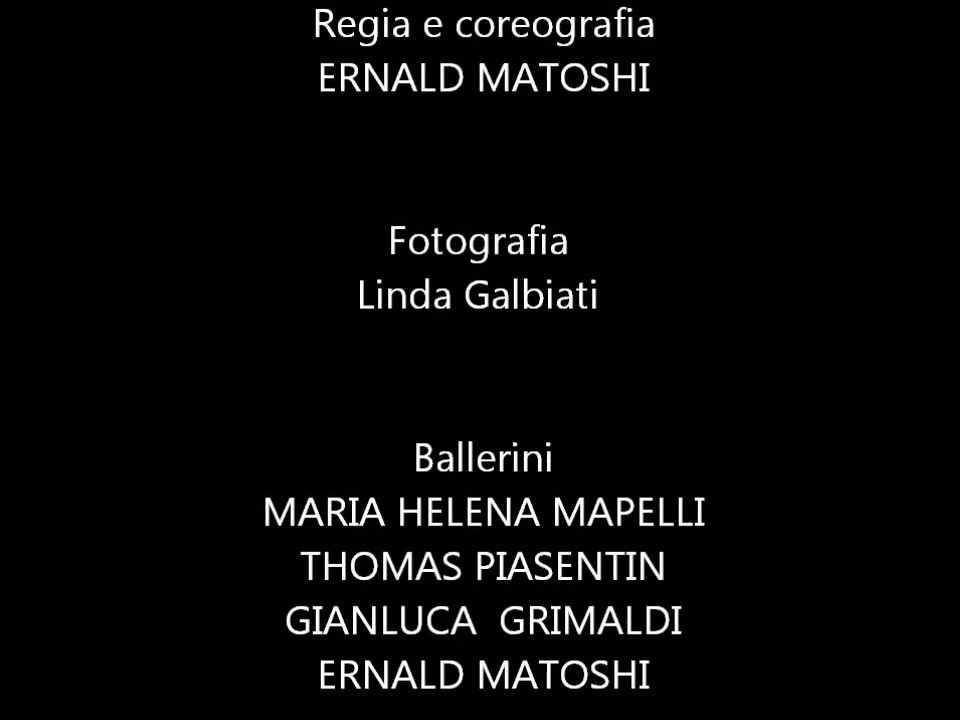 Regia e coreografia
ERNALD MATOSHI
Fotografia
Linda Galbiati
Ballerini
MARIA HELENA MAPELLI
THOMAS PIASENTIN
GIANLUCA  GRIMALDI
ERNALD MATOSHI